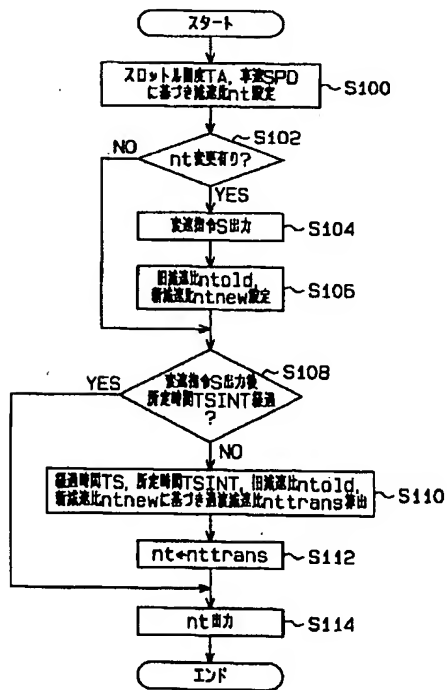 スタート
スロットル開度TA, 車速SPD
に基づき減速比nt設定
S100
S102
NO
nt変更有り?
YES
変速指令S出力
S104
旧減速比ntold,
新減速比ntnew設定
S106
S108
YES
変速指令S出力後
所定時間TSINT経過
?
NO
経過時間TS, 所定時間TSINT, 旧減速比ntold,
新減速比ntnewに基づき過渡減速比nttrans算出
S110
nt←nttrans
S112
nt出力
S114
エンド